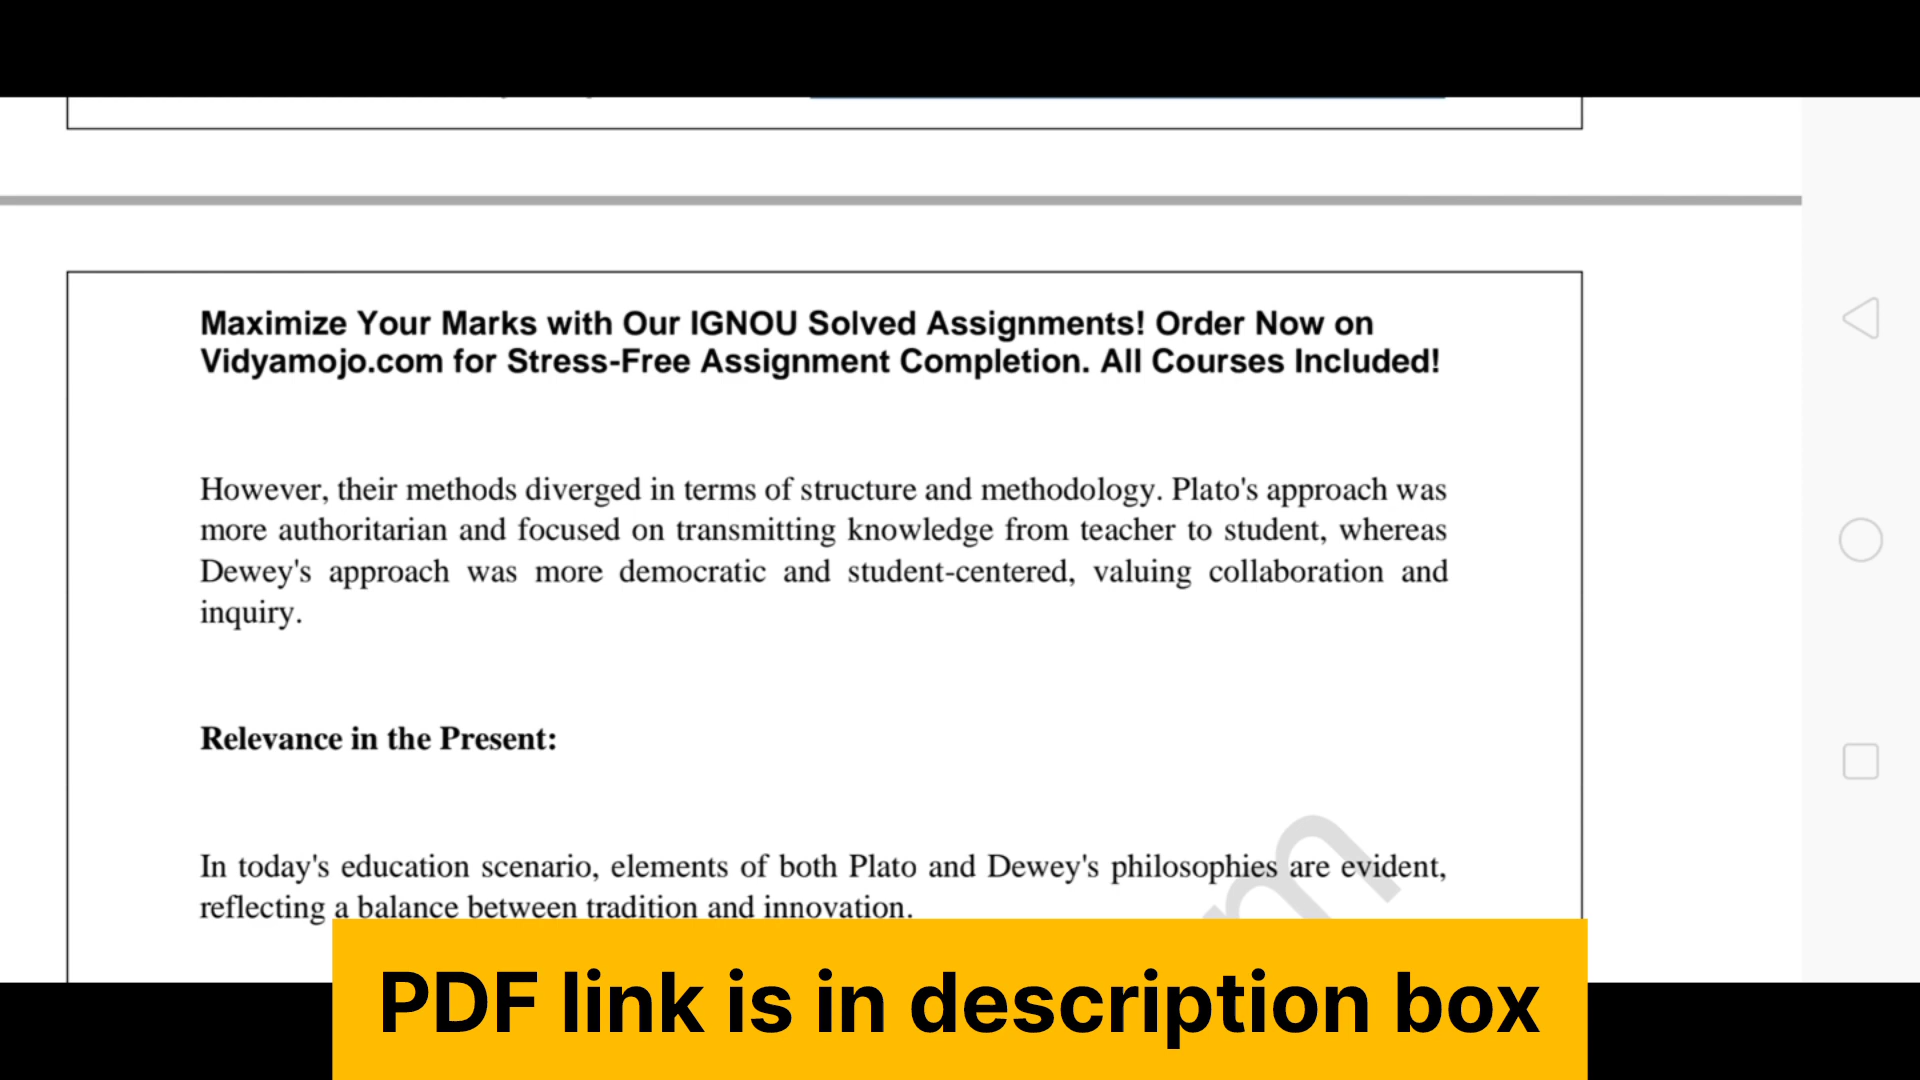 Maximize Your Marks with Our IGNOU Solved Assignments! Order Now on
Vidyamojo.com for Stress-Free Assignment Completion. All Courses Included!
However, their methods diverged in terms of structure and methodology. Plato's approach was
more authoritarian and focused on transmitting knowledge from teacher to student, whereas
Dewey's approach was more democratic and student-centered, valuing collaboration and
inquiry.
Relevance in the Present:
In today's education scenario, elements of both Plato and Dewey's philosophies are evident,
reflecting a balance between tradition and innovation.
PDF link is in description box